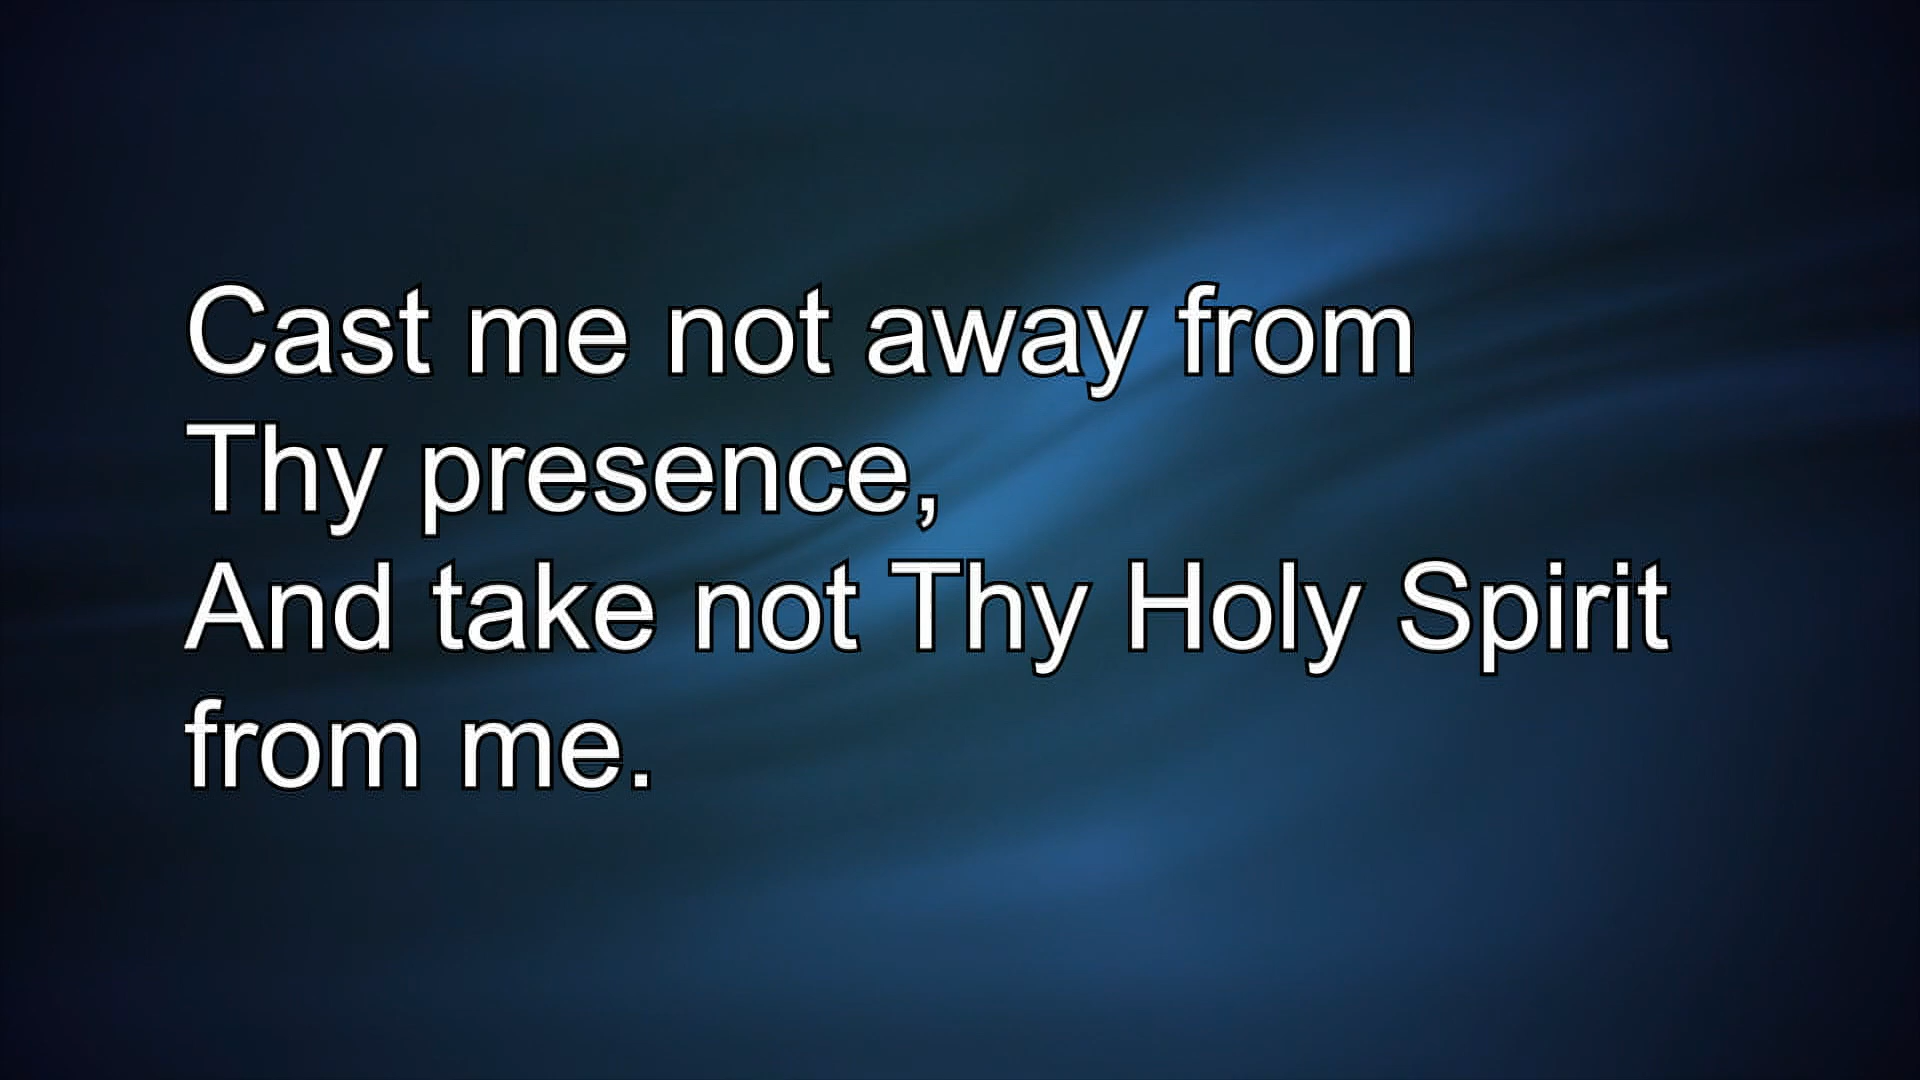 Cast me not away from
Thy presence,
And take not Thy Holy Spirit
from me.